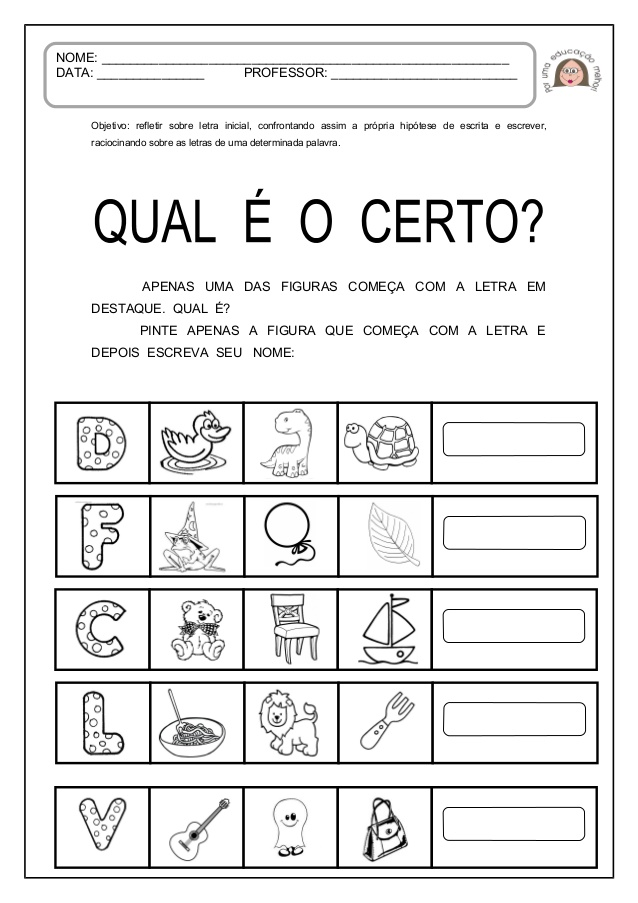 NOME: ______________________________________________________
DATA: ______________ PROFESSOR: _________________________
Por uma educação melhor
Objetivo: refletir sobre letra inicial, confrontando assim a própria hipótese de escrita e escrever,
raciocinando sobre as letras de uma determinada palavra.
QUAL É O CERTO?
APENAS UMA DAS FIGURAS COMEÇA COM A LETRA EM
DESTAQUE. QUAL É?
PINTE APENAS A FIGURA QUE COMEÇA COM A LETRA E
DEPOIS ESCREVA SEU NOME:
D
F
C
L
V